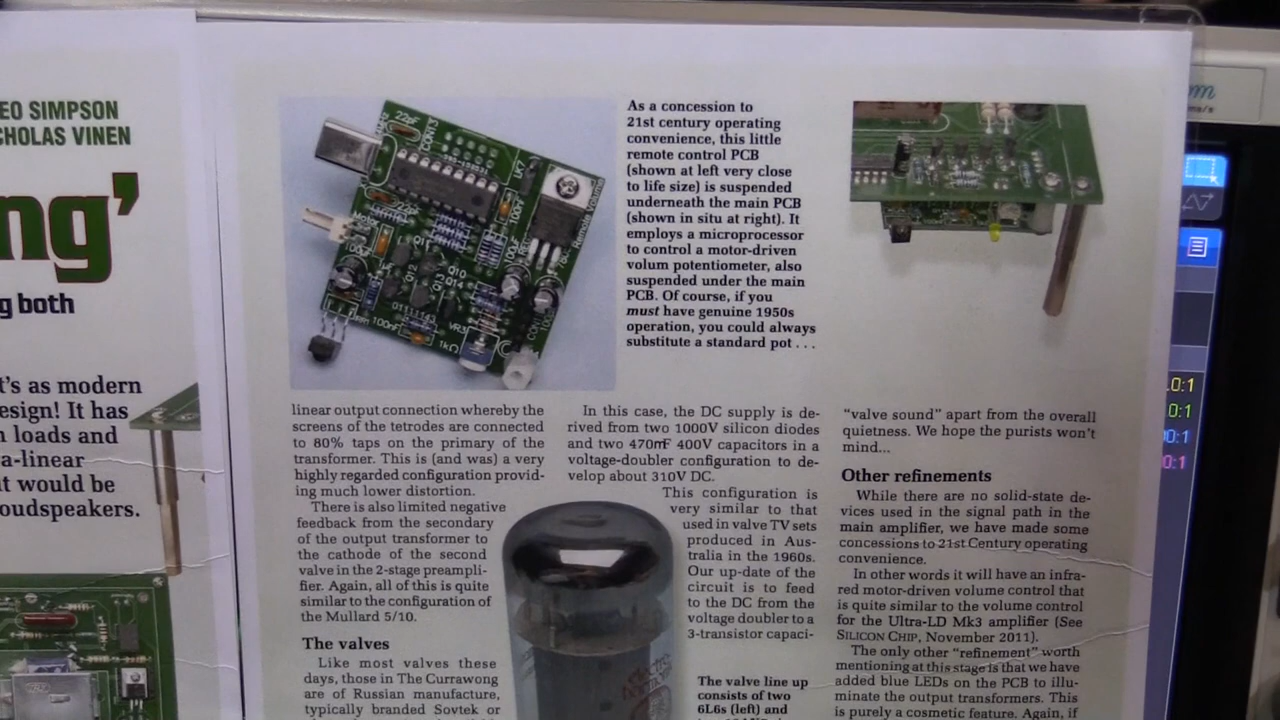 EO SIMPSON
CHOLAS VINEN
ng'
g both
t's as modern
esign! It has
n loads and
a-linear
t would be
oudspeakers.
22pF
Remote Volume
100nF
1kΩ
VR3
Q10
As a concession to
21st century operating
convenience, this little
remote control PCB
(shown at left very close
to life size) is suspended
underneath the main PCB
(shown in situ at right). It
employs a microprocessor
to control a motor-driven
volum potentiometer, also
suspended under the main
PCB. Of course, if you
must have genuine 1950s
operation, you could always
substitute a standard pot . . .
linear output connection whereby the
screens of the tetrodes are connected
to 80% taps on the primary of the
transformer. This is (and was) a very
highly regarded configuration provid-
ing much lower distortion.
There is also limited negative
feedback from the secondary
of the output transformer to
the cathode of the second
valve in the 2-stage preampli-
fier. Again, all of this is quite
similar to the configuration of
the Mullard 5/10.
The valves
Like most valves these
days, those in The Currawong
are of Russian manufacture,
typically branded Sovtek or
In this case, the DC supply is de-
rived from two 1000V silicon diodes
and two 470mF 400V capacitors in a
voltage-doubler configuration to de-
velop about 310V DC.
This configuration is
very similar to that
used in valve TV sets
produced in Aus-
tralia in the 1960s.
Our up-date of the
circuit is to feed
to the DC from the
voltage doubler to a
3-transistor capaci-
The valve line up
consists of two
6L6s (left) and
"valve sound" apart from the overall
quietness. We hope the purists won't
mind...
Other refinements
While there are no solid-state de-
vices used in the signal path in the
main amplifier, we have made some
concessions to 21st Century operating
convenience.
In other words it will have an infra-
red motor-driven volume control that
is quite similar to the volume control
for the Ultra-LD Mk3 amplifier (See
SILICON CHIP, November 2011).
The only other "refinement" worth
mentioning at this stage is that we have
added blue LEDs on the PCB to illu-
minate the output transformers. This
is purely a cosmetic feature. Again, if
.0:1
0:1
00:1
0:1